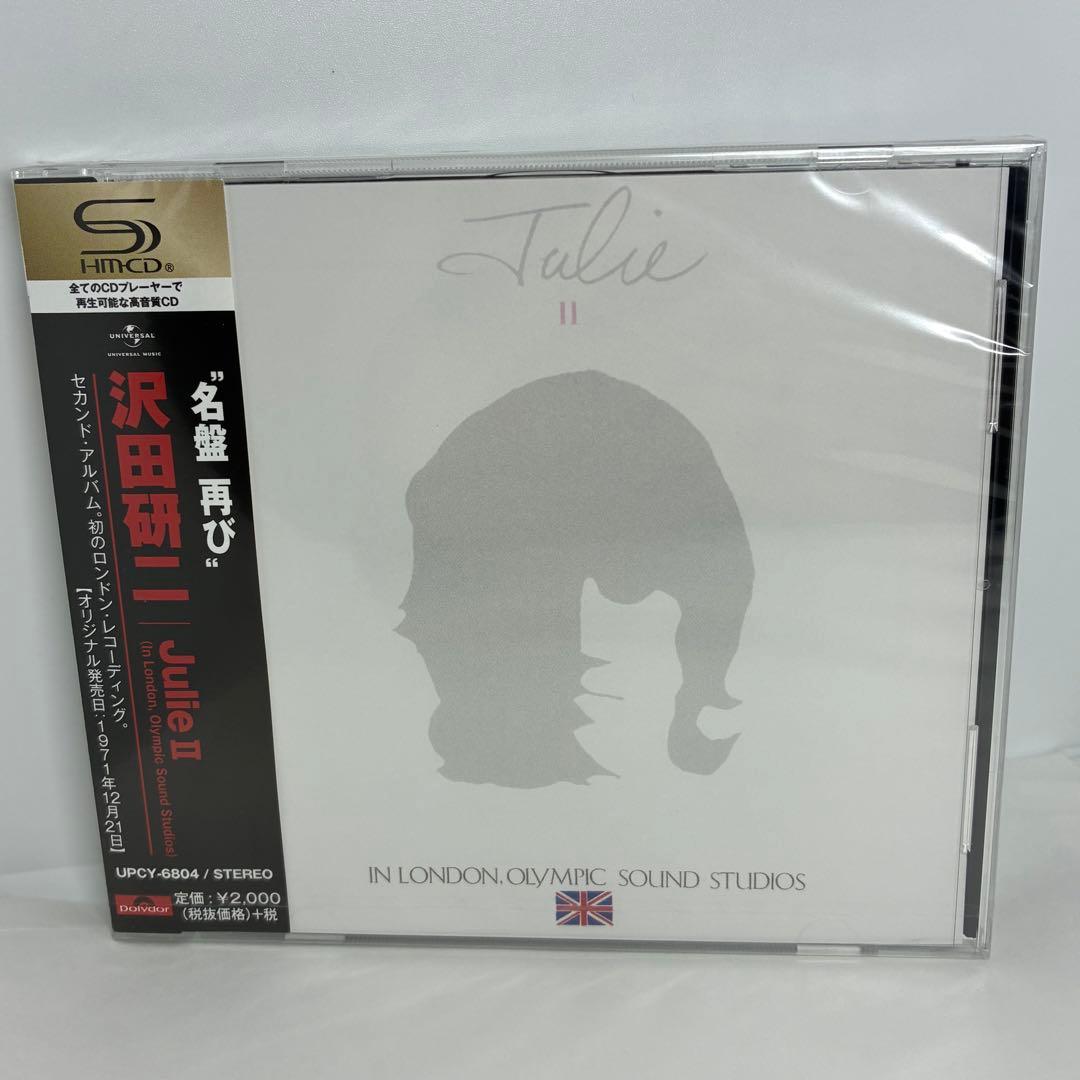 SHM-CD®
全てのCDプレーヤーで
再生可能な高音質CD
UNIVERSAL
UNIVERSAL MUSIC
"名盤 再び"
沢田研二 Julie II
(In London, Olympic Sound Studios)
セカンド・アルバム。初のロンドン・レコーディング。
【オリジナル発売日:1971年12月21日】
UPCY-6804 / STEREO
Polydor
定価:¥2,000
(税抜価格)+税
Julie
II
IN LONDON, OLYMPIC SOUND STUDIOS